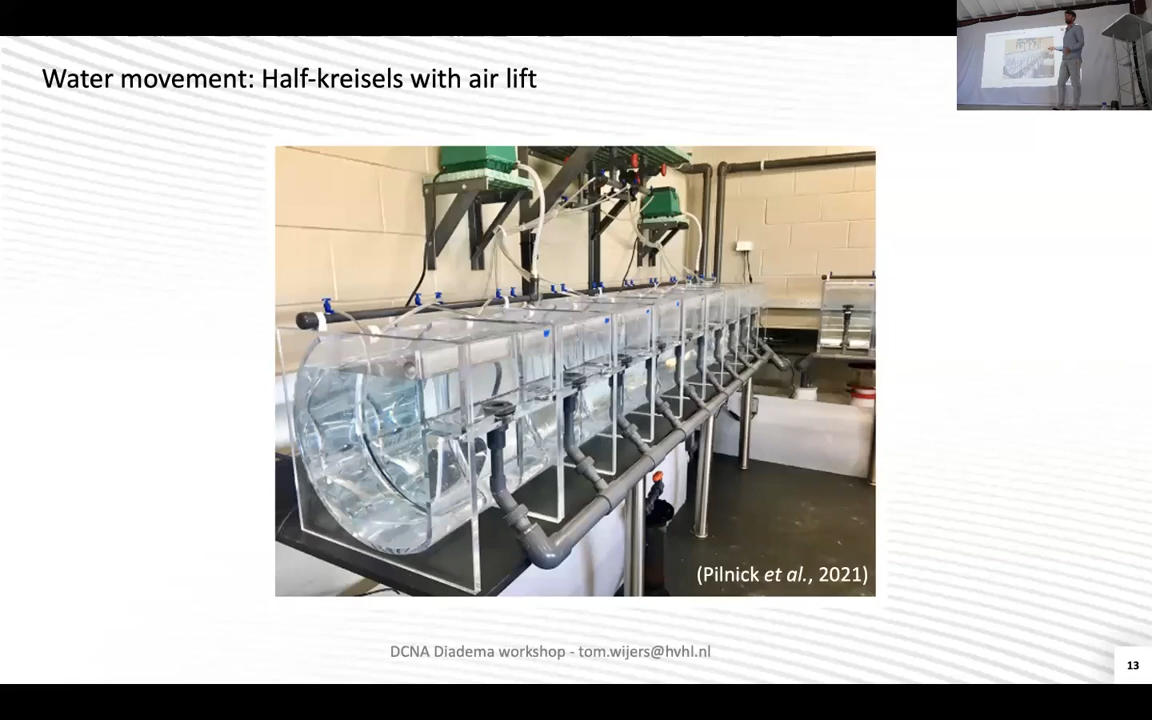 Water movement: Half-kreisels with air lift
(Pilnick et al., 2021)
DCNA Diadema workshop - tom.wijers@hvhl.nl
13